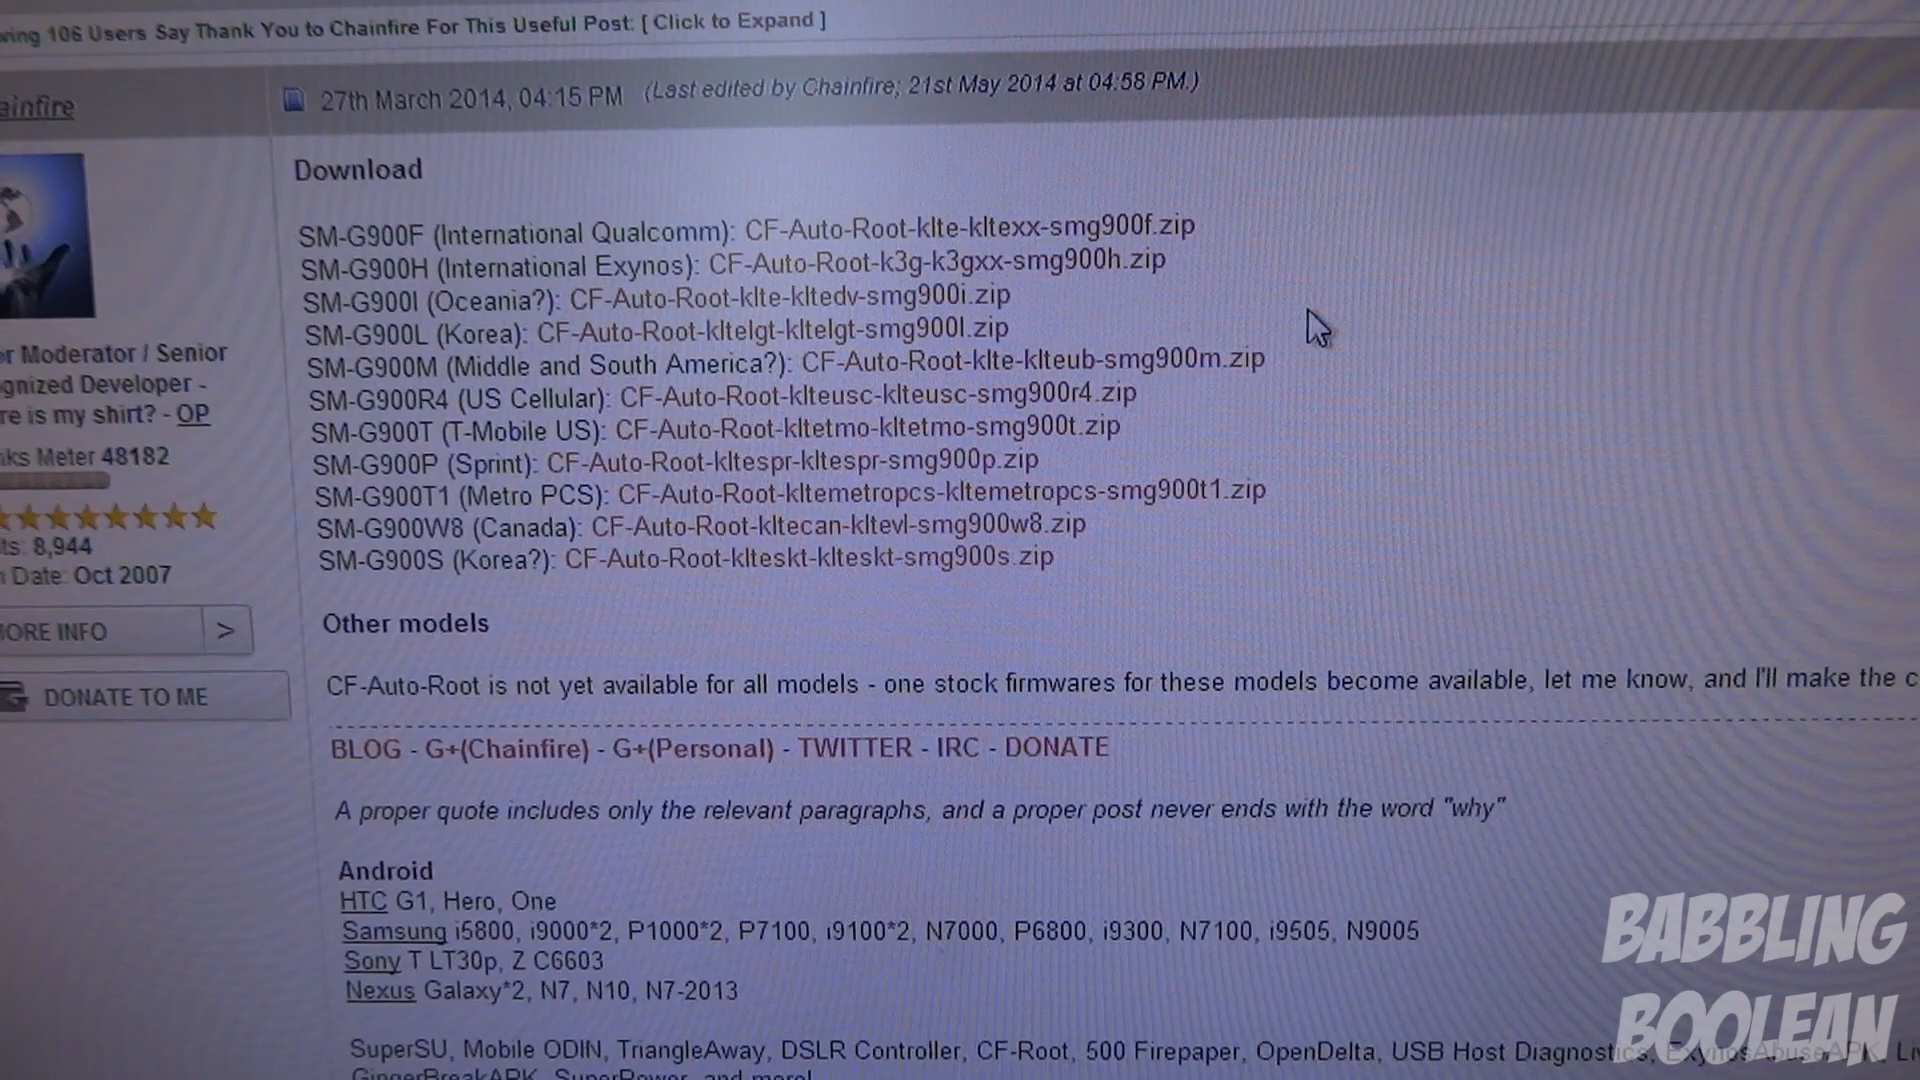 wing 106 Users Say Thank You to Chainfire For This Useful Post: [ Click to Expand ]
ainfire
27th March 2014, 04:15 PM (Last edited by Chainfire; 21st May 2014 at 04:58 PM.)
Download
SM-G900F (International Qualcomm): CF-Auto-Root-klte-kltexx-smg900f.zip
SM-G900H (International Exynos): CF-Auto-Root-k3g-k3gxx-smg900h.zip
SM-G900I (Oceania?): CF-Auto-Root-klte-kltedv-smg900i.zip
SM-G900L (Korea): CF-Auto-Root-kltelgt-kltelgt-smg900l.zip
SM-G900M (Middle and South America?): CF-Auto-Root-klte-klteub-smg900m.zip
SM-G900R4 (US Cellular): CF-Auto-Root-klteusc-klteusc-smg900r4.zip
SM-G900T (T-Mobile US): CF-Auto-Root-kltetmo-kltetmo-smg900t.zip
SM-G900P (Sprint): CF-Auto-Root-kltespr-kltespr-smg900p.zip
SM-G900T1 (Metro PCS): CF-Auto-Root-kltemetropcs-kltemetropcs-smg900t1.zip
SM-G900W8 (Canada): CF-Auto-Root-kltecan-kltevl-smg900w8.zip
SM-G900S (Korea?): CF-Auto-Root-klteskt-klteskt-smg900s.zip
or Moderator / Senior
gnized Developer -
re is my shirt? - OP
ks Meter 48182
ts: 8,944
Date: Oct 2007
MORE INFO >
DONATE TO ME
Other models
CF-Auto-Root is not yet available for all models - one stock firmwares for these models become available, let me know, and I'll make the c
BLOG - G+(Chainfire) - G+(Personal) - TWITTER - IRC - DONATE
A proper quote includes only the relevant paragraphs, and a proper post never ends with the word "why"
Android
HTC G1, Hero, One
Samsung i5800, i9000*2, P1000*2, P7100, i9100*2, N7000, P6800, i9300, N7100, i9505, N9005
Sony T LT30p, Z C6603
Nexus Galaxy*2, N7, N10, N7-2013
SuperSU, Mobile ODIN, TriangleAway, DSLR Controller, CF-Root, 500 Firepaper, OpenDelta, USB Host Diagnostics, ExynosAbuseAPK, Li
GingerBreakAPK, SuperPower, and more!
BABBLING
BOOLEAN